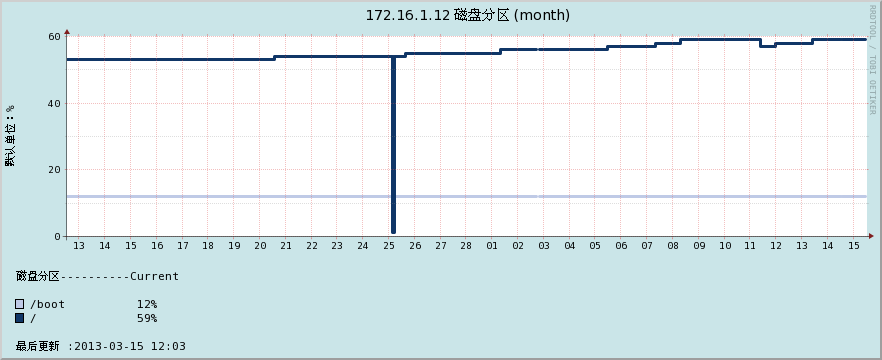 172.16.1.12 磁盘分区 (month)
RRDTOOL / TOBI OETIKER
默认单位：%
60
40
20
0
13 14 15 16 17 18 19 20 21 22 23 24 25 26 27 28 01 02 03 04 05 06 07 08 09 10 11 12 13 14 15
磁盘分区----------Current
/boot 12%
/ 59%
最后更新 :2013-03-15 12:03